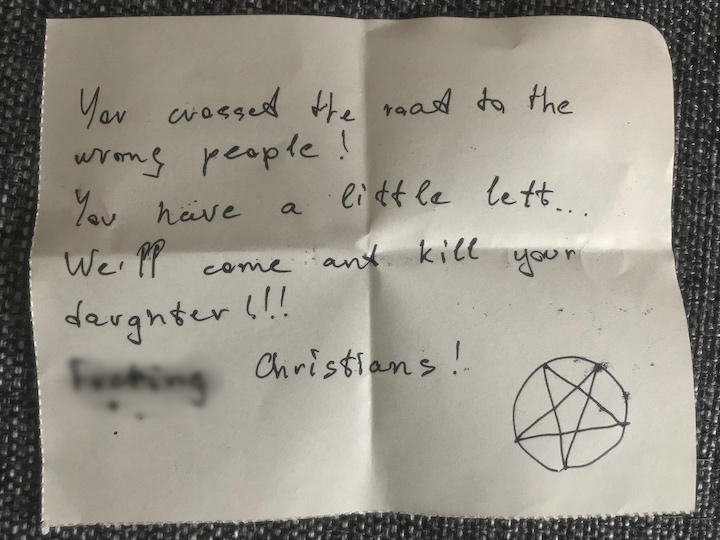 You crossed the road to the
wrong people!
You have a little left...
We'll come and kill your
daughter!!!
Christians!